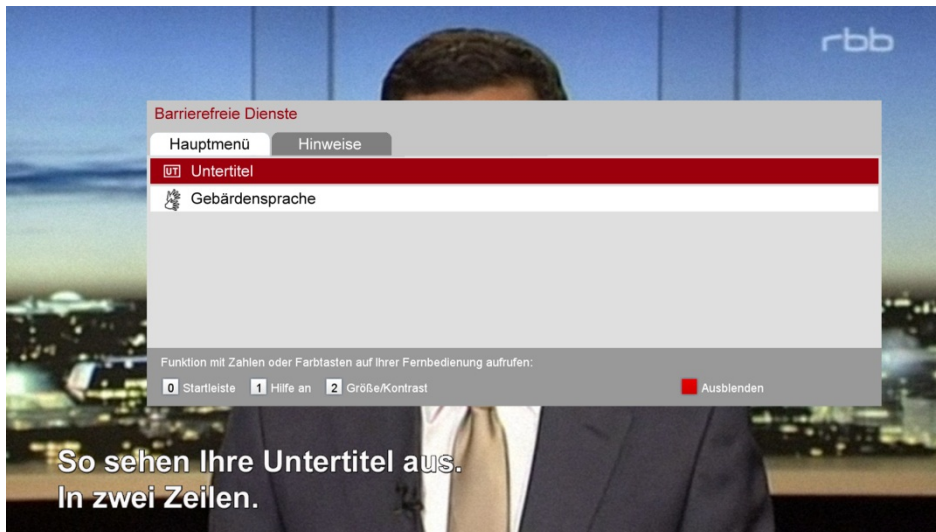 rbb
Barrierefreie Dienste
Hauptmenü Hinweise
UT Untertitel
Gebärdensprache
Funktion mit Zahlen oder Farbtasten auf Ihrer Fernbedienung aufrufen:
0 Startleiste 1 Hilfe an 2 Größe/Kontrast Ausblenden
So sehen Ihre Untertitel aus.
In zwei Zeilen.